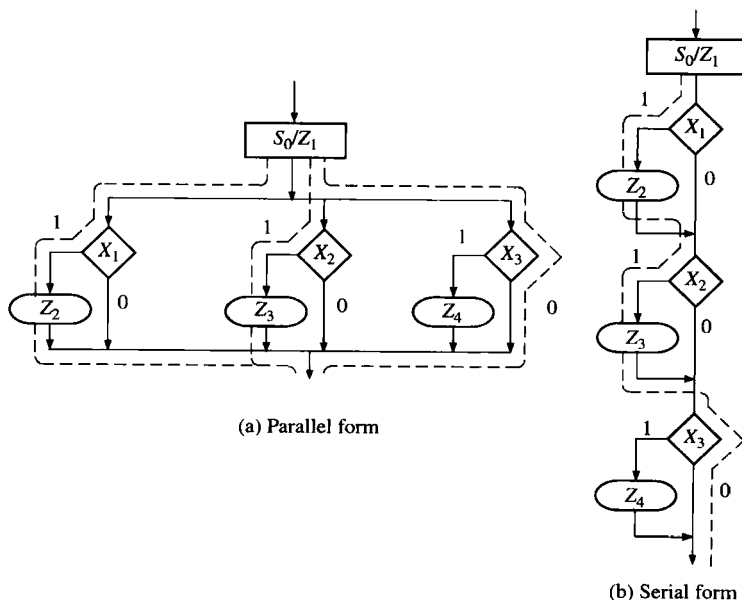 S₀/Z₁
1
X₁
Z₂
0
1
X₂
Z₃
0
1
X₃
Z₄
0
(a) Parallel form
S₀/Z₁
1
X₁
Z₂
0
1
X₂
Z₃
0
1
X₃
Z₄
0
(b) Serial form